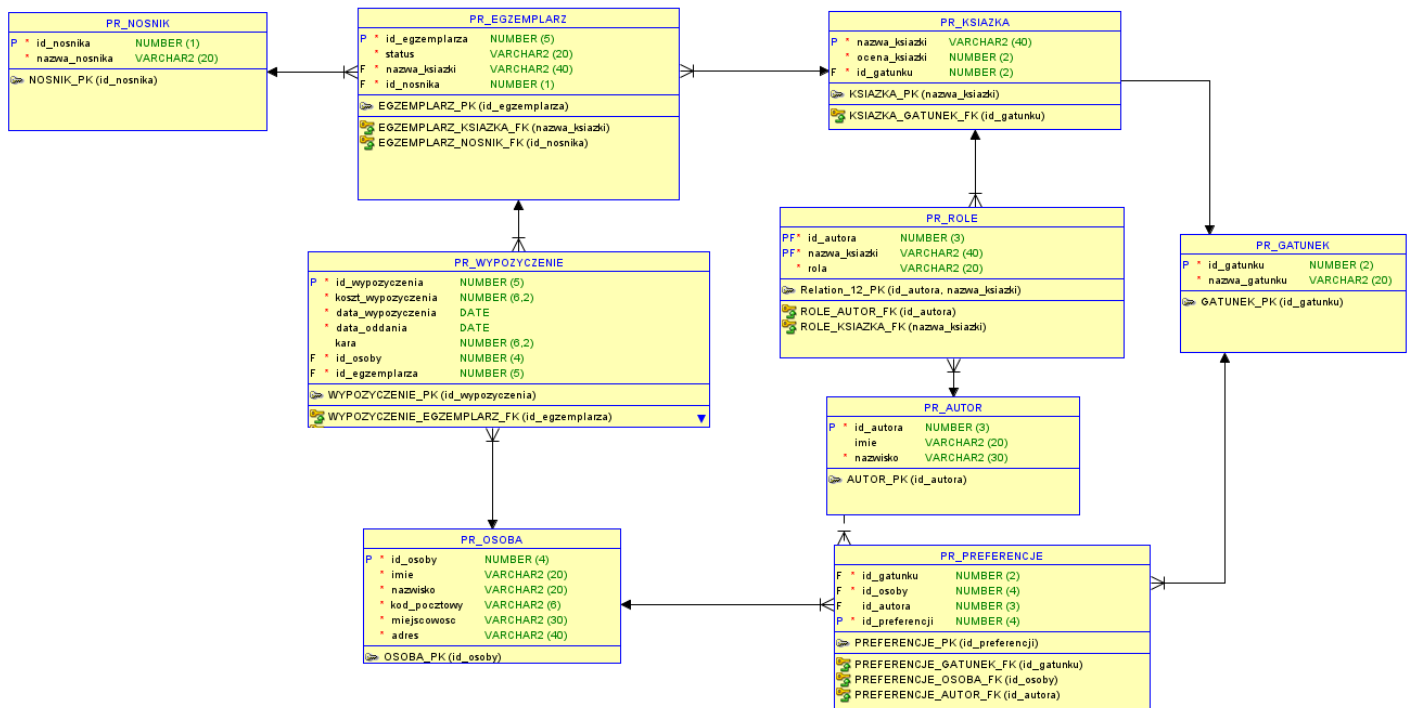 PR_NOSNIK
P * id_nosnika NUMBER (1)
* nazwa_nosnika VARCHAR2 (20)
NOSNIK_PK (id_nosnika)
PR_EGZEMPLARZ
P * id_egzemplarza NUMBER (5)
* status VARCHAR2 (20)
F * nazwa_ksiazki VARCHAR2 (40)
F * id_nosnika NUMBER (1)
EGZEMPLARZ_PK (id_egzemplarza)
EGZEMPLARZ_KSIAZKA_FK (nazwa_ksiazki)
EGZEMPLARZ_NOSNIK_FK (id_nosnika)
PR_KSIAZKA
P * nazwa_ksiazki VARCHAR2 (40)
* ocena_ksiazki NUMBER (2)
F * id_gatunku NUMBER (2)
KSIAZKA_PK (nazwa_ksiazki)
KSIAZKA_GATUNEK_FK (id_gatunku)
PR_ROLE
PF * id_autora NUMBER (3)
PF * nazwa_ksiazki VARCHAR2 (40)
* rola VARCHAR2 (20)
Relation_12_PK (id_autora, nazwa_ksiazki)
ROLE_AUTOR_FK (id_autora)
ROLE_KSIAZKA_FK (nazwa_ksiazki)
PR_GATUNEK
P * id_gatunku NUMBER (2)
* nazwa_gatunku VARCHAR2 (20)
GATUNEK_PK (id_gatunku)
PR_WYPOZYCZENIE
P * id_wypozyczenia NUMBER (5)
* koszt_wypozyczenia NUMBER (6,2)
* data_wypozyczenia DATE
* data_oddania DATE
kara NUMBER (6,2)
F * id_osoby NUMBER (4)
F * id_egzemplarza NUMBER (5)
WYPOZYCZENIE_PK (id_wypozyczenia)
WYPOZYCZENIE_EGZEMPLARZ_FK (id_egzemplarza)
PR_AUTOR
P * id_autora NUMBER (3)
imie VARCHAR2 (20)
* nazwisko VARCHAR2 (30)
AUTOR_PK (id_autora)
PR_OSOBA
P * id_osoby NUMBER (4)
* imie VARCHAR2 (20)
* nazwisko VARCHAR2 (20)
* kod_pocztowy VARCHAR2 (6)
* miejscowosc VARCHAR2 (30)
* adres VARCHAR2 (40)
OSOBA_PK (id_osoby)
PR_PREFERENCJE
F * id_gatunku NUMBER (2)
F * id_osoby NUMBER (4)
F id_autora NUMBER (3)
P * id_preferencji NUMBER (4)
PREFERENCJE_PK (id_preferencji)
PREFERENCJE_GATUNEK_FK (id_gatunku)
PREFERENCJE_OSOBA_FK (id_osoby)
PREFERENCJE_AUTOR_FK (id_autora)